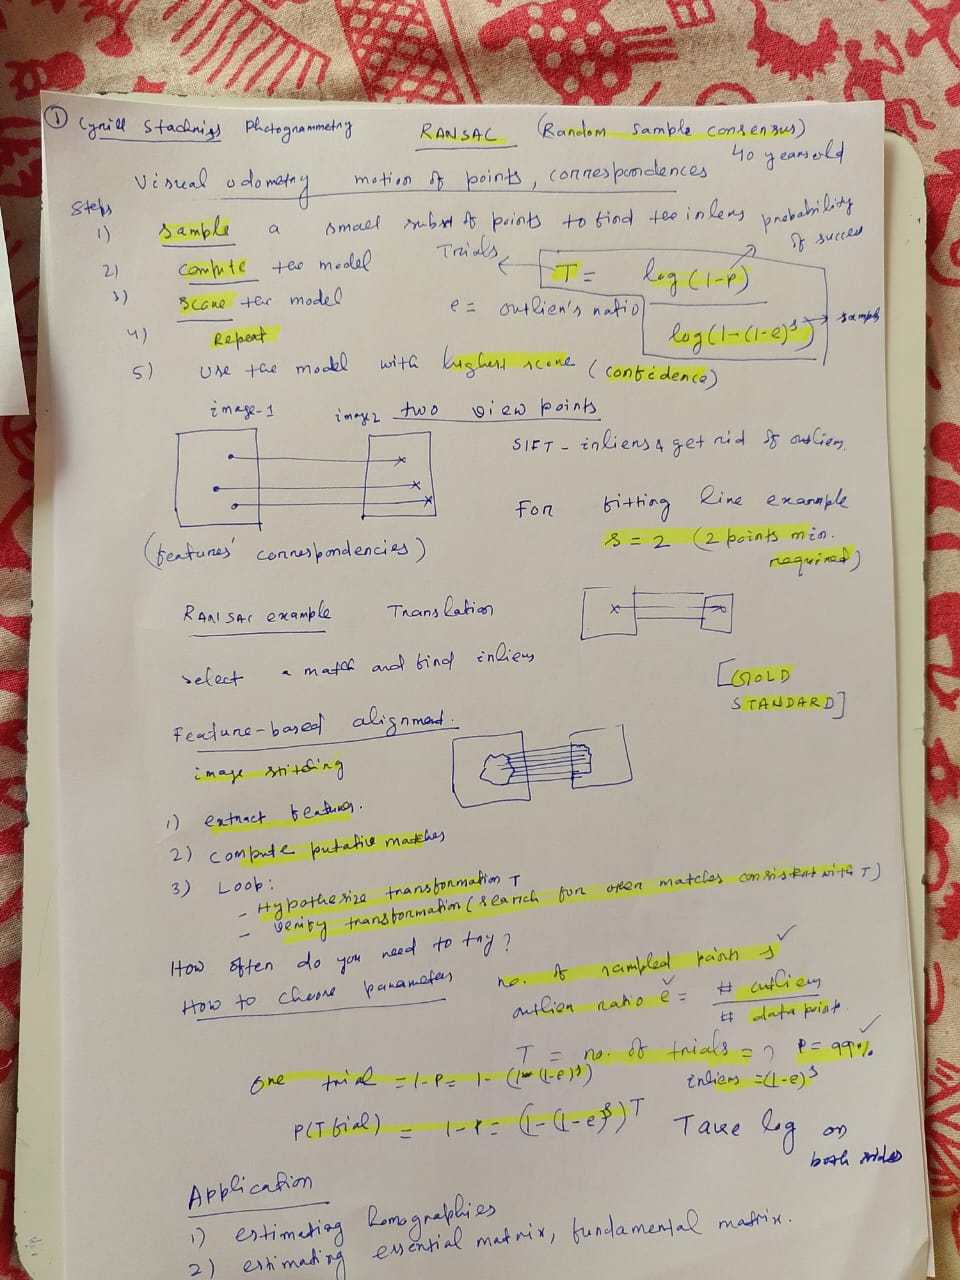 ① Cyrill Stachniss Photogrammetry RANSAC (Random sample consensus)
40 years old
Visual odometry motion of points, correspondences
Steps
1) sample a small subset of points to find the inliers
probability of success
2) Compute the model
Trials T = log(1-P) / log(1-(1-e)^s) → sample
3) score the model e = outlier's ratio
4) Repeat
5) Use the model with highest score (confidence)
image-1 image2 two view points
SIFT - inliers & get rid of outliers.
For fitting line example
s = 2 (2 points min. required)
(features' correspondencies)
RANSAC example Translation
select a match and find inliers
[GOLD STANDARD]
Feature-based alignment.
image stitching
1) extract features.
2) compute putative matches
3) Loop:
- Hypothesize transformation T
- Verify transformation (search for other matches consistent with T)
How often do you need to try?
How to choose parameters
no. of sampled points s ✓
outlier ratio e = # outliers / # data point ✓
T = no. of trials = ? P = 99% ✓
One trial = 1-P = 1-(1-(1-e)^s) inliers = (1-e)^s
P(T fial) = 1-P = (1-(1-e)^s)^T Take log on both sides
Application
1) estimating homographies
2) estimating essential matrix, fundamental matrix.